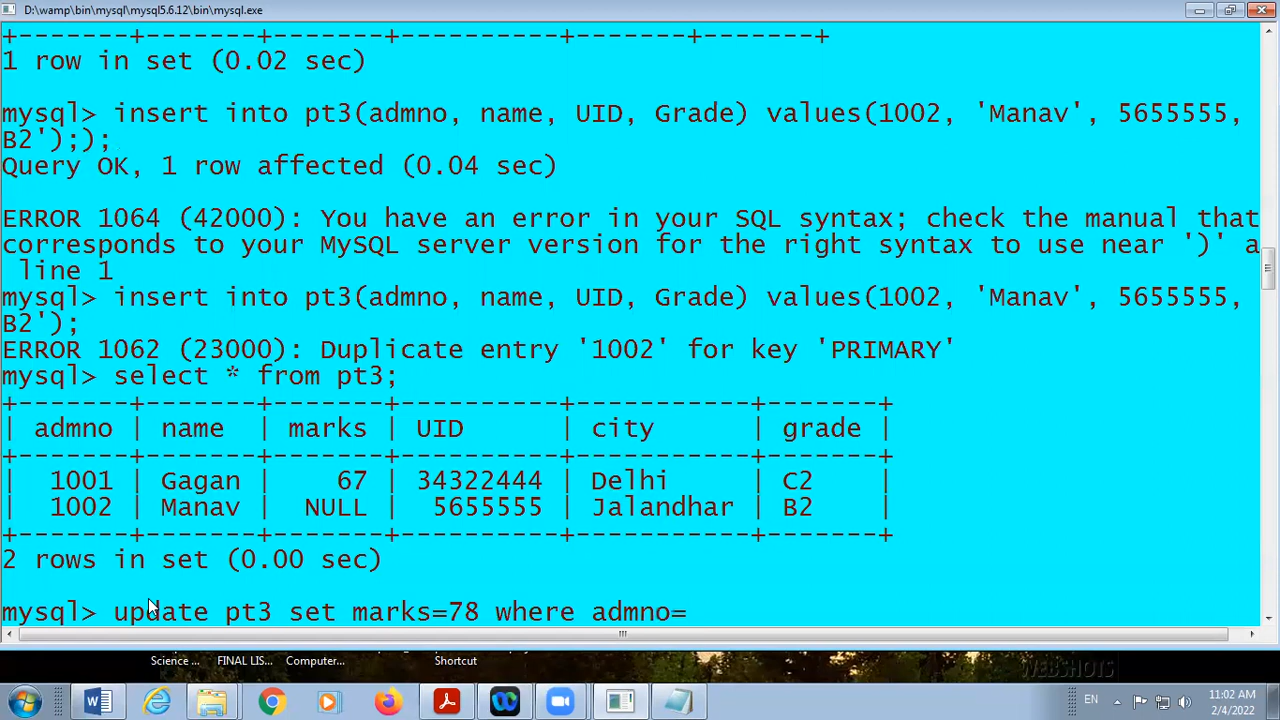 D:\wamp\bin\mysql\mysql5.6.12\bin\mysql.exe
+-------+-------+-------+----------+-------+-------+
1 row in set (0.02 sec)
mysql> insert into pt3(admno, name, UID, Grade) values(1002, 'Manav', 5655555,
B2'););
Query OK, 1 row affected (0.04 sec)
ERROR 1064 (42000): You have an error in your SQL syntax; check the manual that
corresponds to your MySQL server version for the right syntax to use near ')' a
line 1
mysql> insert into pt3(admno, name, UID, Grade) values(1002, 'Manav', 5655555,
B2');
ERROR 1062 (23000): Duplicate entry '1002' for key 'PRIMARY'
mysql> select * from pt3;
+-------+-------+-------+----------+-----------+-------+
| admno | name  | marks | UID      | city      | grade |
+-------+-------+-------+----------+-----------+-------+
|  1001 | Gagan |    67 | 34322444 | Delhi     | C2    |
|  1002 | Manav |  NULL |  5655555 | Jalandhar | B2    |
+-------+-------+-------+----------+-----------+-------+
2 rows in set (0.00 sec)
mysql> update pt3 set marks=78 where admno=
Science ... FINAL LIS... Computer... Shortcut
WEBSHOTS
EN 11:02 AM
2/4/2022